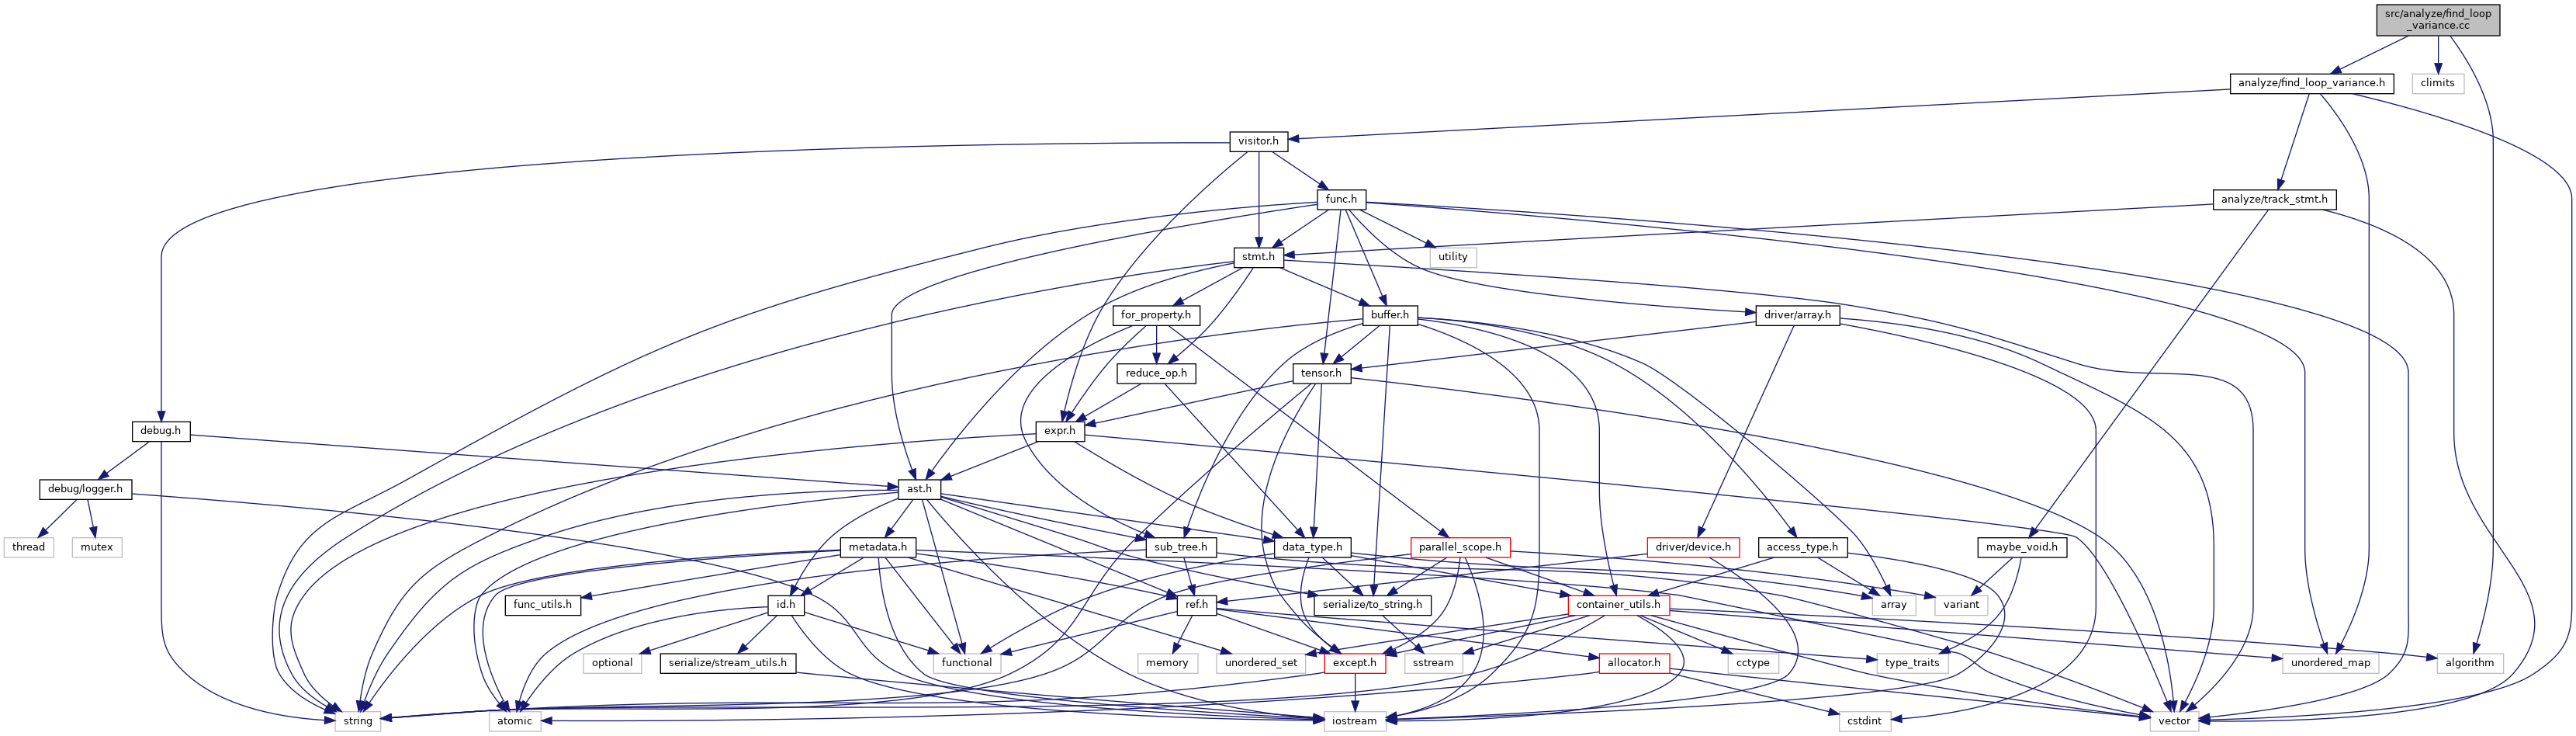 src/analyze/find_loop
_variance.cc
analyze/find_loop_variance.h
climits
visitor.h
func.h
analyze/track_stmt.h
stmt.h
utility
for_property.h
buffer.h
driver/array.h
reduce_op.h
tensor.h
debug.h
expr.h
debug/logger.h
ast.h
thread
mutex
metadata.h
sub_tree.h
data_type.h
parallel_scope.h
driver/device.h
access_type.h
maybe_void.h
func_utils.h
id.h
ref.h
serialize/to_string.h
container_utils.h
array
variant
optional
serialize/stream_utils.h
functional
memory
unordered_set
except.h
sstream
allocator.h
cctype
type_traits
unordered_map
algorithm
string
atomic
iostream
cstdint
vector